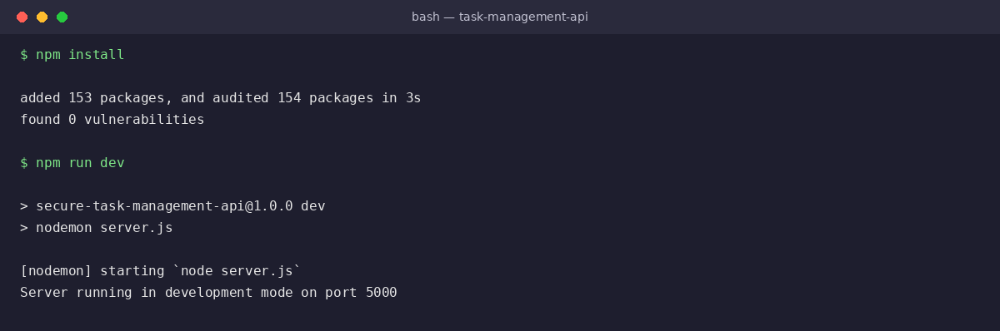 bash — task-management-api
$ npm install
added 153 packages, and audited 154 packages in 3s
found 0 vulnerabilities
$ npm run dev
> secure-task-management-api@1.0.0 dev
> nodemon server.js
[nodemon] starting `node server.js`
Server running in development mode on port 5000